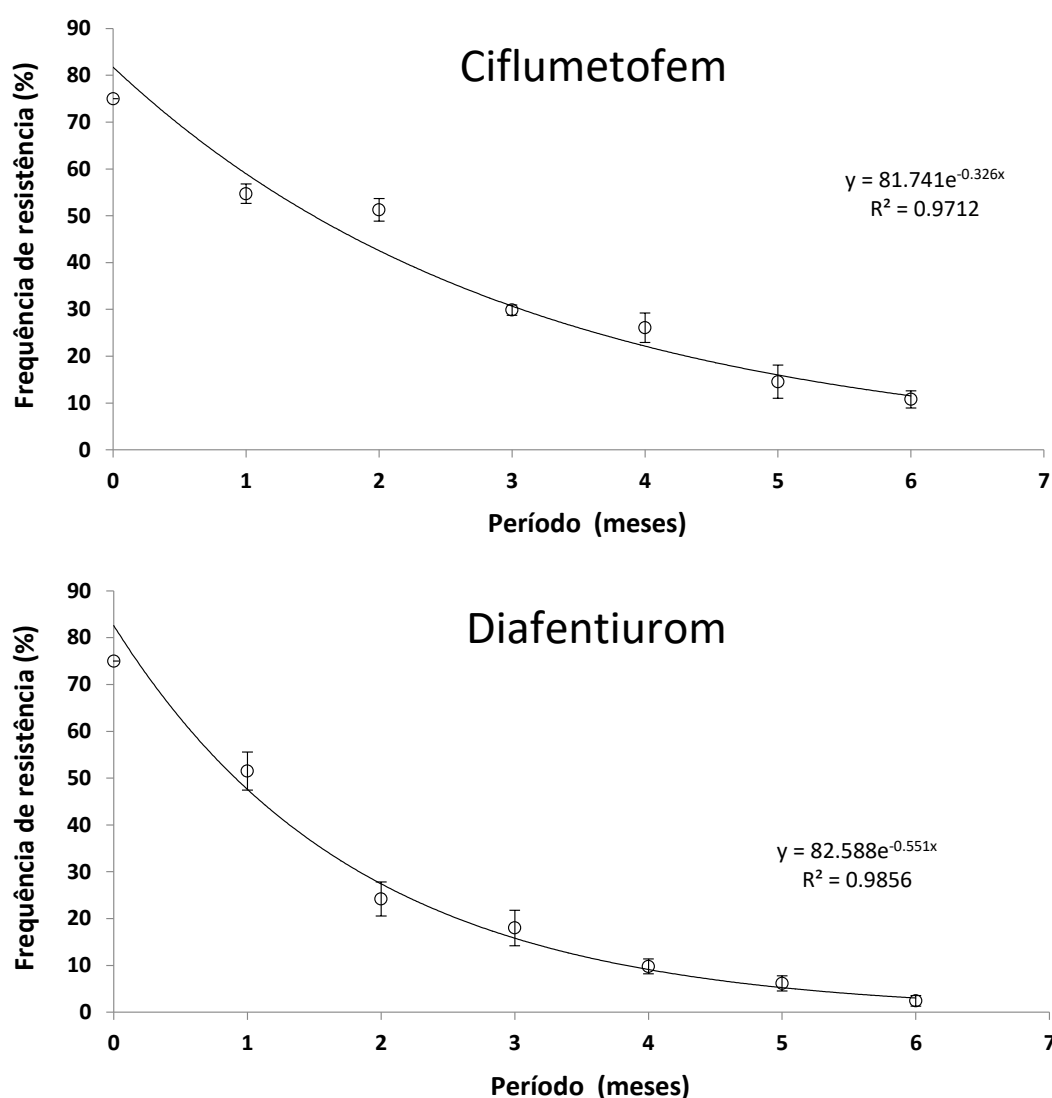 Ciflumetofem
Frequência de resistência (%)
90
80
70
60
50
40
30
20
10
0
y = 81.741e^-0.326x
R² = 0.9712
0 1 2 3 4 5 6 7
Período (meses)
Diafentiurom
Frequência de resistência (%)
90
80
70
60
50
40
30
20
10
0
y = 82.588e^-0.551x
R² = 0.9856
0 1 2 3 4 5 6 7
Período (meses)